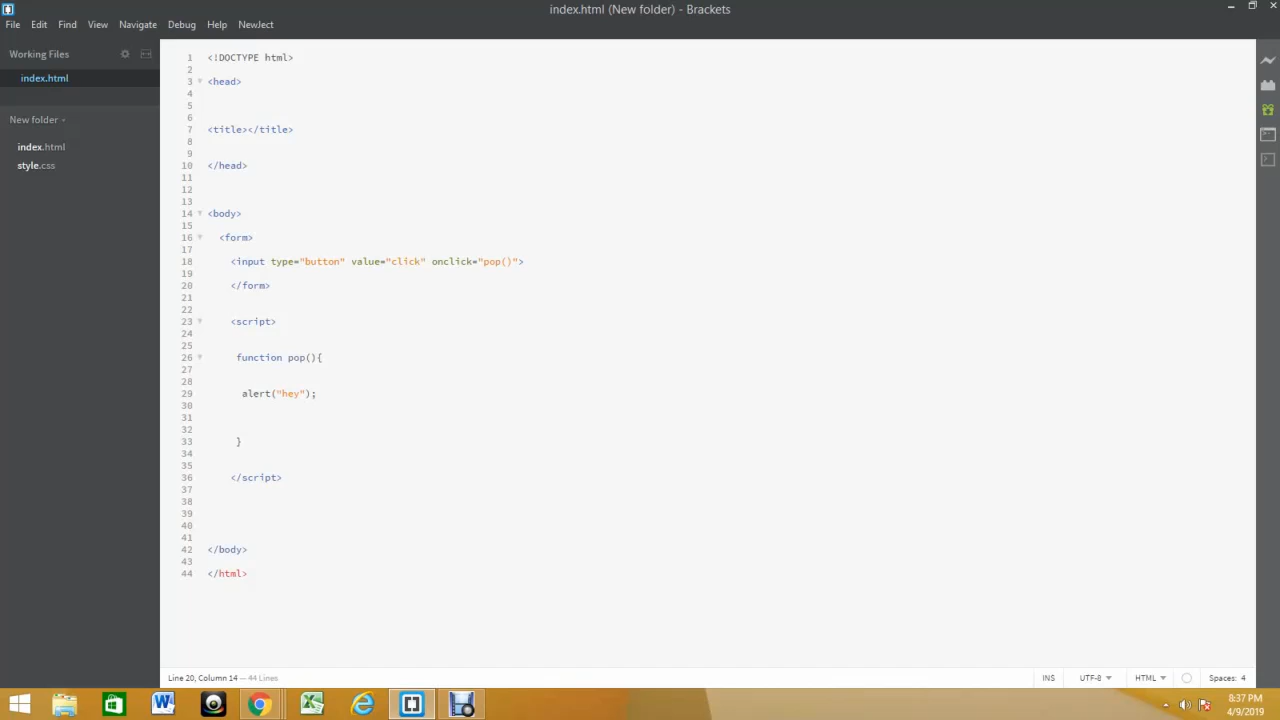 index.html (New folder) - Brackets
File Edit Find View Navigate Debug Help NewJect
Working Files
index.html
New folder
index.html
style.css
1 <!DOCTYPE html>
2
3 <head>
4
5
6
7 <title></title>
8
9
10 </head>
11
12
13
14 <body>
15
16 <form>
17
18 <input type="button" value="click" onclick="pop()">
19
20 </form>
21
22
23 <script>
24
25
26 function pop(){
27
28
29 alert("hey");
30
31
32
33 }
34
35
36 </script>
37
38
39
40
41
42 </body>
43
44 </html>
Line 20, Column 14 — 44 Lines
INS UTF-8 HTML Spaces: 4
8:37 PM
4/9/2019